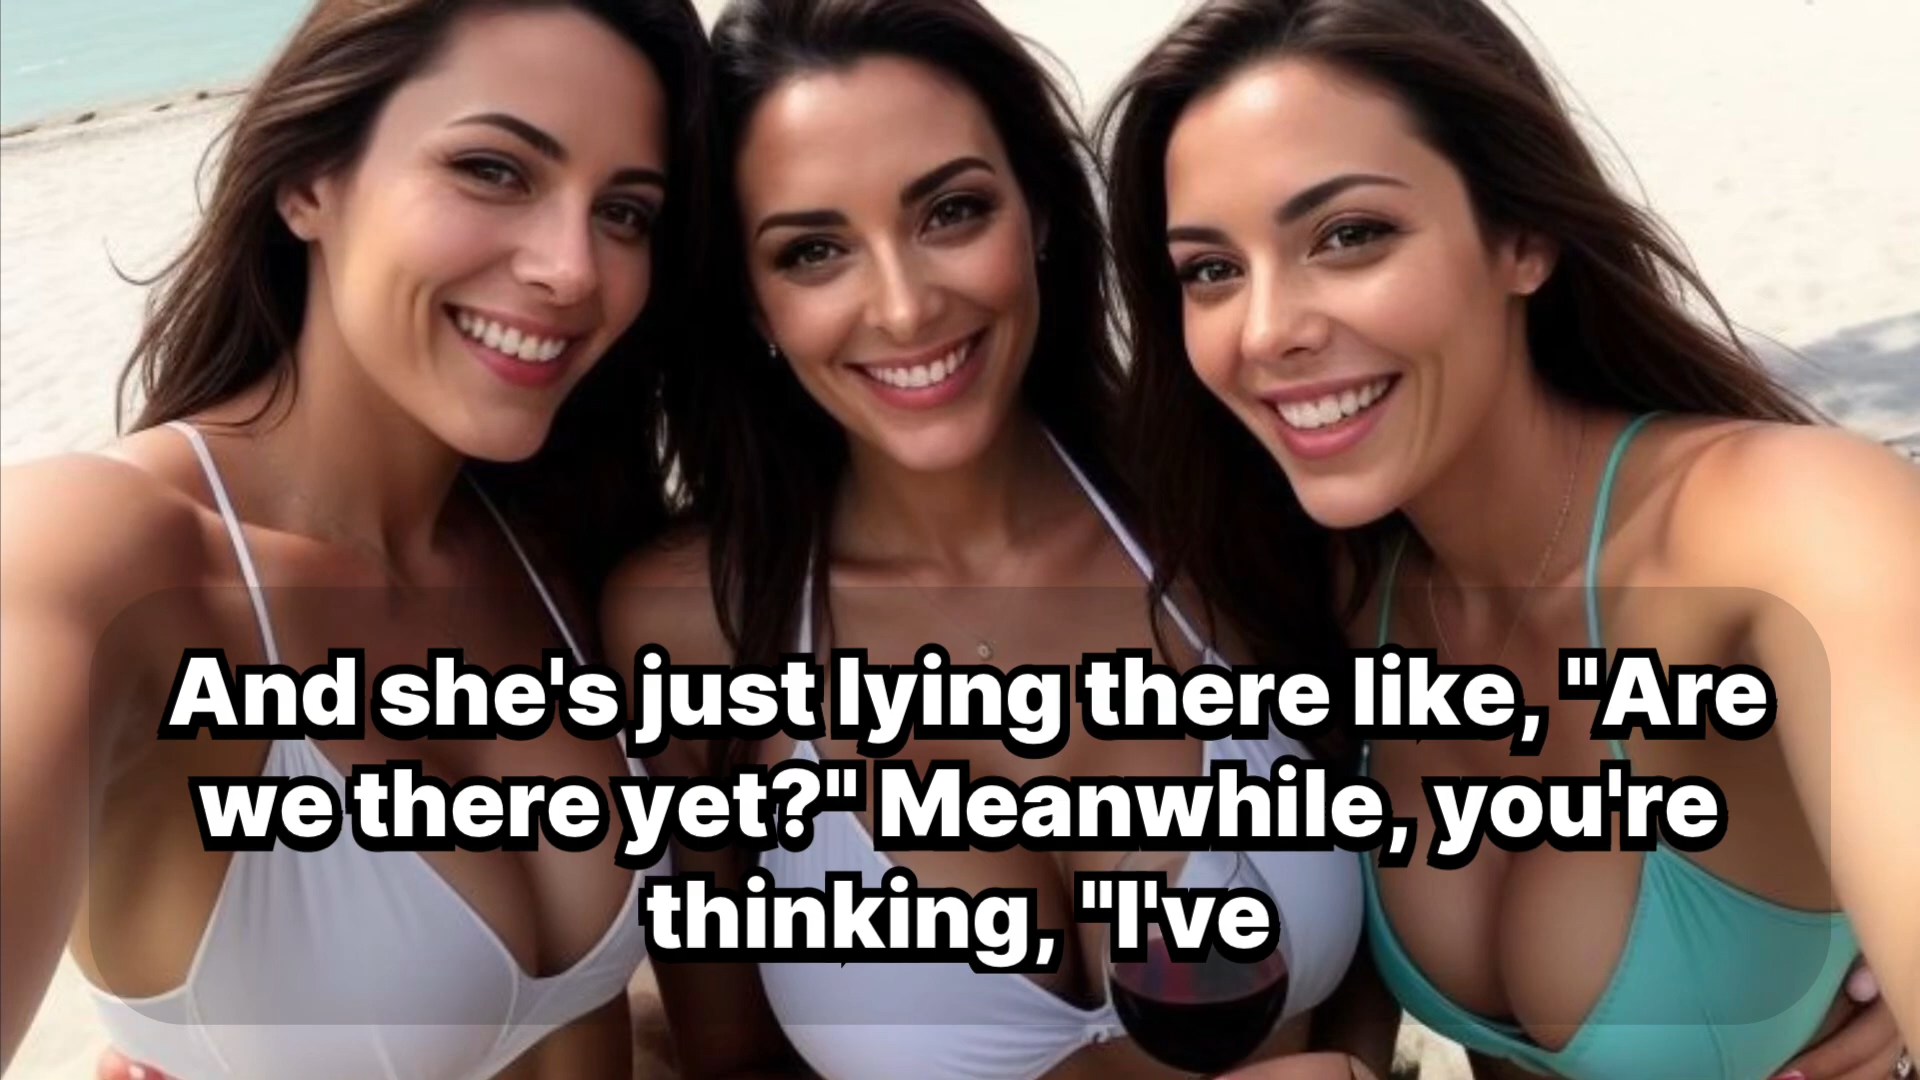 And she's just lying there like, "Are
we there yet?" Meanwhile, you're
thinking, "I've